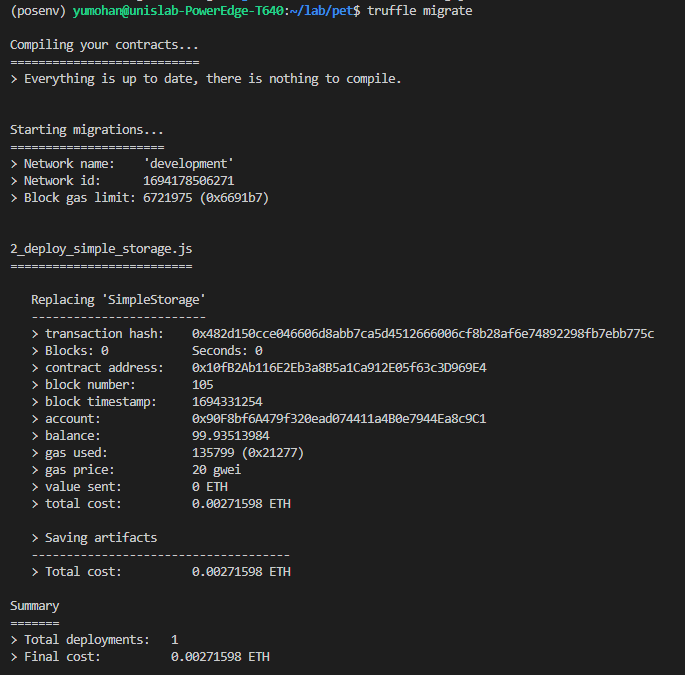 (posenv) yumohan@unislab-PowerEdge-T640:~/lab/pet$ truffle migrate
Compiling your contracts...
===========================
> Everything is up to date, there is nothing to compile.
Starting migrations...
======================
> Network name:    'development'
> Network id:      1694178506271
> Block gas limit: 6721975 (0x6691b7)
2_deploy_simple_storage.js
==========================
Replacing 'SimpleStorage'
-------------------------
> transaction hash:    0x482d150cce046606d8abb7ca5d4512666006cf8b28af6e74892298fb7ebb775c
> Blocks: 0            Seconds: 0
> contract address:    0x10fB2Ab116E2Eb3a8B5a1Ca912E05f63c3D969E4
> block number:        105
> block timestamp:     1694331254
> account:             0x90F8bf6A479f320ead074411a4B0e7944Ea8c9C1
> balance:             99.93513984
> gas used:            135799 (0x21277)
> gas price:           20 gwei
> value sent:          0 ETH
> total cost:          0.00271598 ETH
> Saving artifacts
-------------------------------------
> Total cost:          0.00271598 ETH
Summary
=======
> Total deployments:   1
> Final cost:          0.00271598 ETH